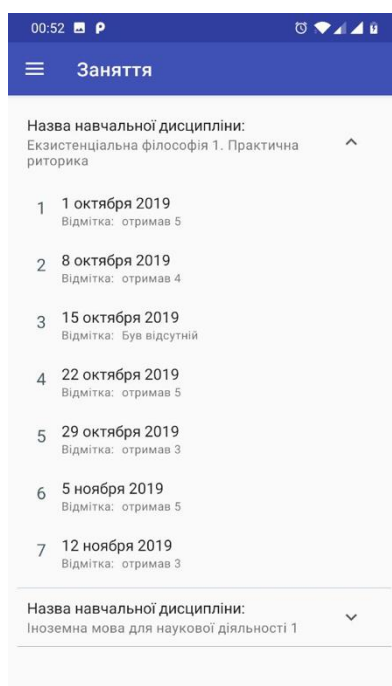 00:52
Заняття
Назва навчальної дисципліни:
Екзистенціальна філософія 1. Практична
риторика
1 1 октября 2019
Відмітка: отримав 5
2 8 октября 2019
Відмітка: отримав 4
3 15 октября 2019
Відмітка: Був відсутній
4 22 октября 2019
Відмітка: отримав 5
5 29 октября 2019
Відмітка: отримав 3
6 5 ноября 2019
Відмітка: отримав 5
7 12 ноября 2019
Відмітка: отримав 3
Назва навчальної дисципліни:
Іноземна мова для наукової діяльності 1